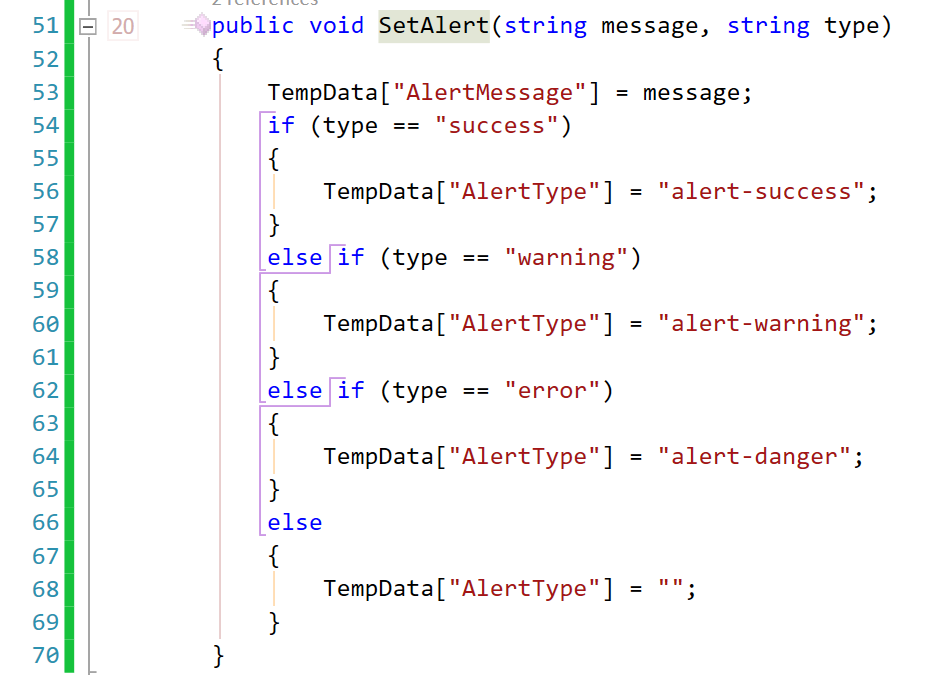 2 references
51 20 public void SetAlert(string message, string type)
52 {
53 TempData["AlertMessage"] = message;
54 if (type == "success")
55 {
56 TempData["AlertType"] = "alert-success";
57 }
58 else if (type == "warning")
59 {
60 TempData["AlertType"] = "alert-warning";
61 }
62 else if (type == "error")
63 {
64 TempData["AlertType"] = "alert-danger";
65 }
66 else
67 {
68 TempData["AlertType"] = "";
69 }
70 }